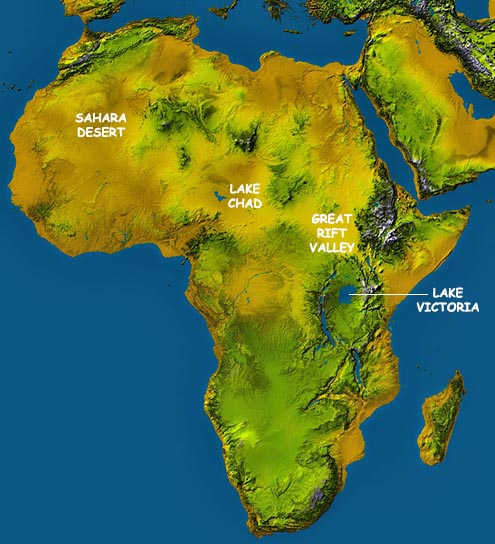 SAHARA
DESERT
LAKE
CHAD
GREAT
RIFT
VALLEY
LAKE
VICTORIA